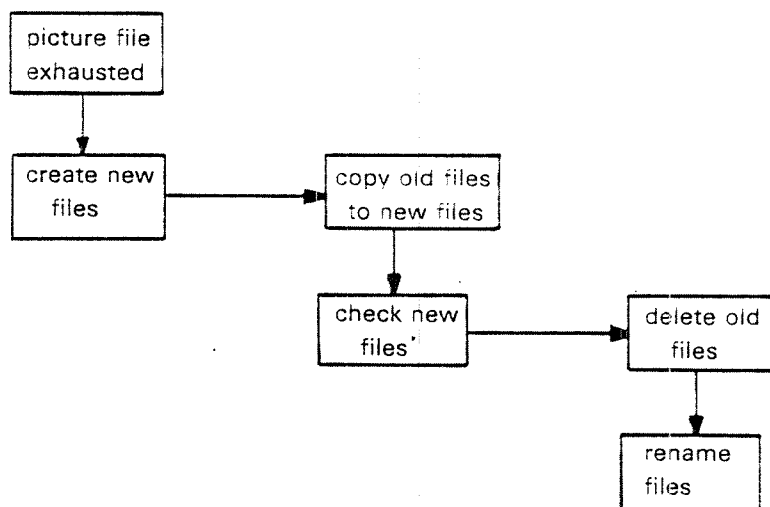 picture file
exhausted
create new
files
copy old files
to new files
check new
files
delete old
files
rename
files